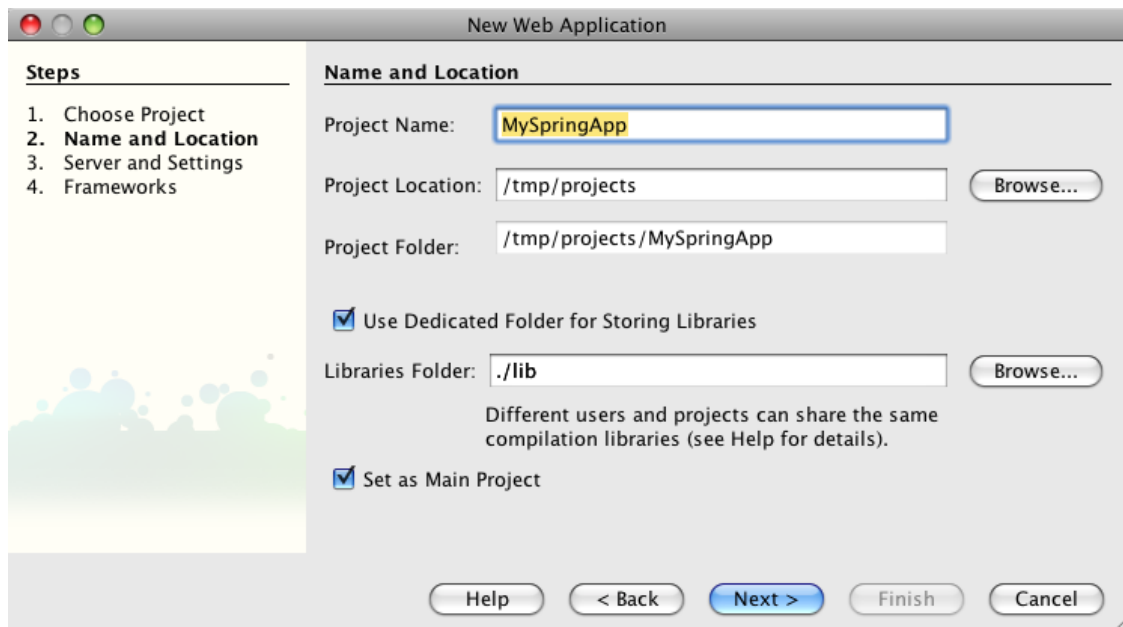 New Web Application
Steps
1. Choose Project
2. Name and Location
3. Server and Settings
4. Frameworks
Name and Location
Project Name: MySpringApp
Project Location: /tmp/projects Browse...
Project Folder: /tmp/projects/MySpringApp
Use Dedicated Folder for Storing Libraries
Libraries Folder: ./lib Browse...
Different users and projects can share the same
compilation libraries (see Help for details).
Set as Main Project
Help < Back Next > Finish Cancel